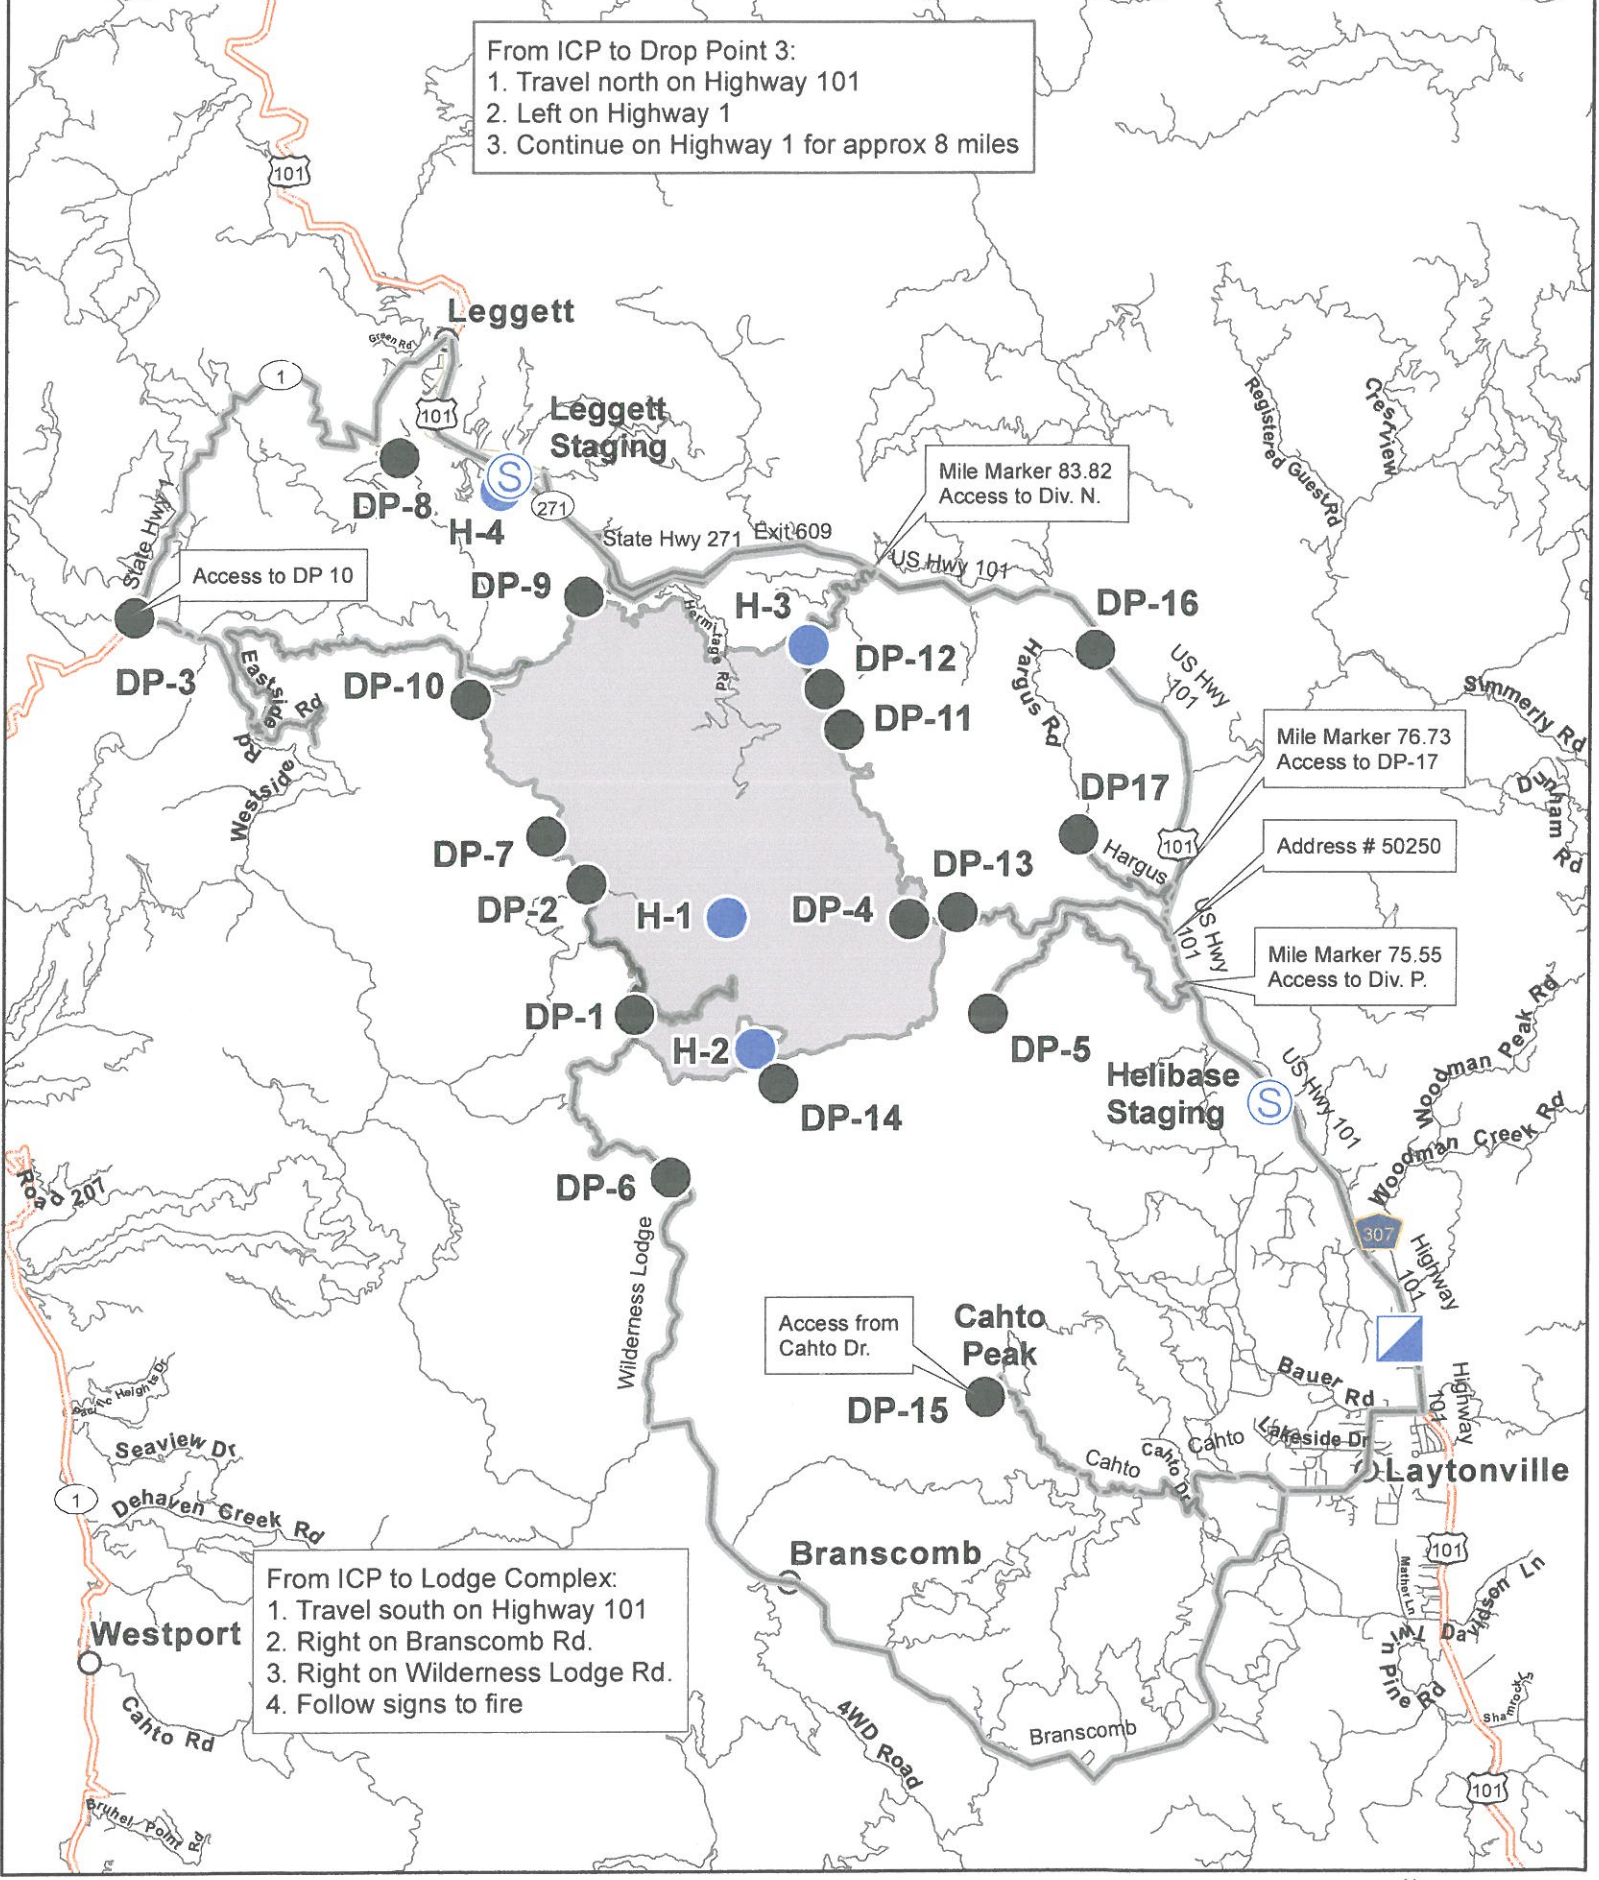 From ICP to Drop Point 3:
1. Travel north on Highway 101
2. Left on Highway 1
3. Continue on Highway 1 for approx 8 miles
101
Leggett
Green Rd
1
101
Leggett
Staging
S
DP-8
H-4
271
State Hwy 1
State Hwy 271
Exit 609
US Hwy 101
Mile Marker 83.82
Access to Div. N.
Registered Guest Rd
Crestview
Access to DP 10
DP-9
H-3
Hermitage Rd
DP-16
DP-12
DP-3
DP-10
Eastside Rd
Rd
Westside
DP-11
Hargus Rd
US Hwy
101
Simmerly Rd
Mile Marker 76.73
Access to DP-17
Dunham Rd
DP17
Hargus
101
Address # 50250
DP-7
DP-13
DP-2
H-1
DP-4
US Hwy
101
Mile Marker 75.55
Access to Div. P.
DP-1
H-2
DP-5
Helibase
Staging
S
US Hwy 101
Woodman Peak Rd
Woodman Creek Rd
DP-14
DP-6
Road 207
307
Highway
101
Wilderness Lodge
Access from
Cahto Dr.
Cahto
Peak
DP-15
Pacific Heights Dr
Bauer Rd
Highway
101
Seaview Dr
Cahto
Cahto Dr
Cahto
Lakeside Dr
Laytonville
1
Dehaven Creek Rd
Branscomb
101
Mather Ln
Davidson Ln
Twin Pine Rd
Shamrock
From ICP to Lodge Complex:
1. Travel south on Highway 101
2. Right on Branscomb Rd.
3. Right on Wilderness Lodge Rd.
4. Follow signs to fire
Westport
Cahto Rd
4WD Road
Branscomb
101
Bruhel Point Rd